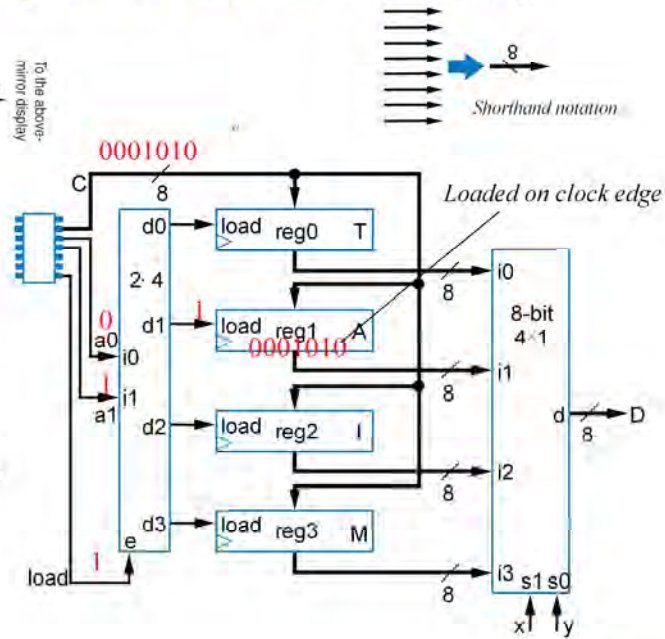 8
Shorthand notation
To the above-
mirror display
0001010
C
8
Loaded on clock edge
d0
load
reg0
T
2· 4
i0
8
8-bit
4×1
0
a0
i0
d1
1
load
reg1
A
0001010
1
i1
a1
i1
8
d
8
D
d2
load
reg2
I
i2
8
d3
load
reg3
M
e
1
load
i3
8
s1 s0
x
y